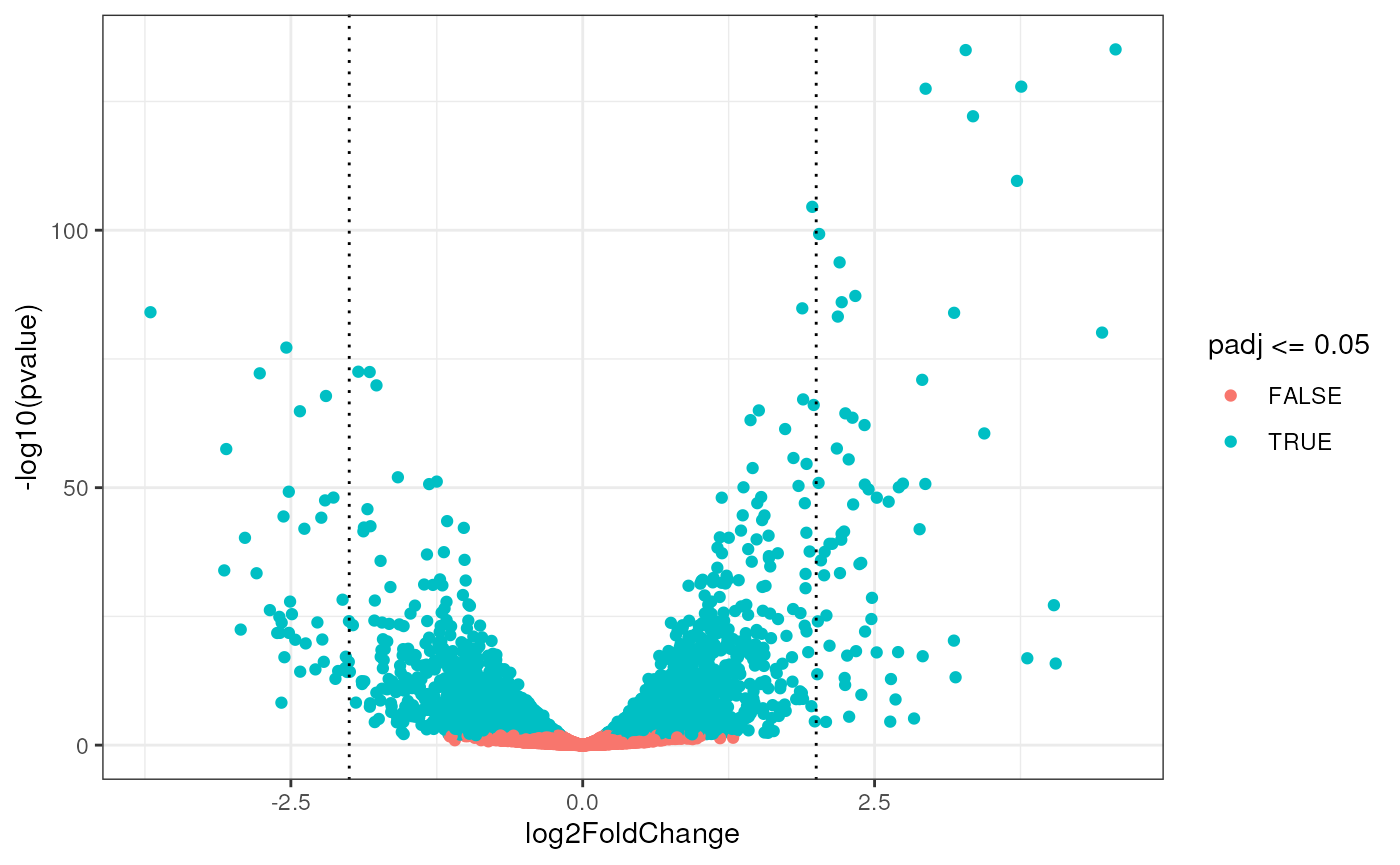 -log10(pvalue)
100
50
0
-2.5
0.0
2.5
log2FoldChange
padj <= 0.05
FALSE
TRUE